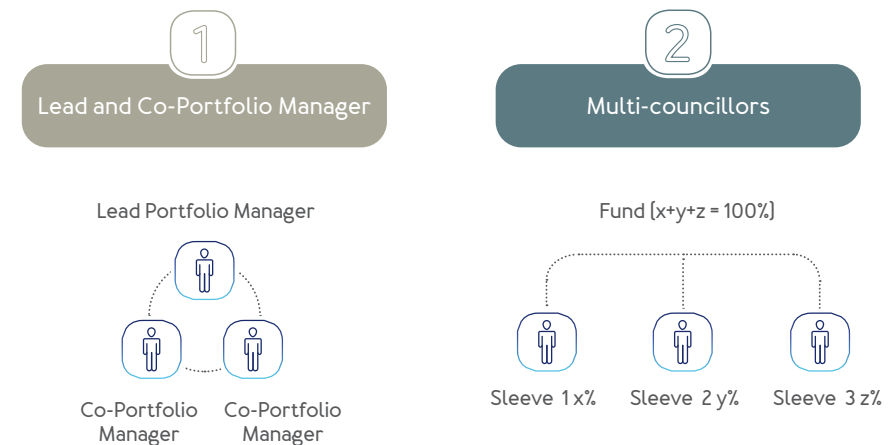 1
Lead and Co-Portfolio Manager
Lead Portfolio Manager
Co-Portfolio
Manager
Co-Portfolio
Manager
2
Multi-councillors
Fund (x+y+z = 100%)
Sleeve 1 x%
Sleeve 2 y%
Sleeve 3 z%